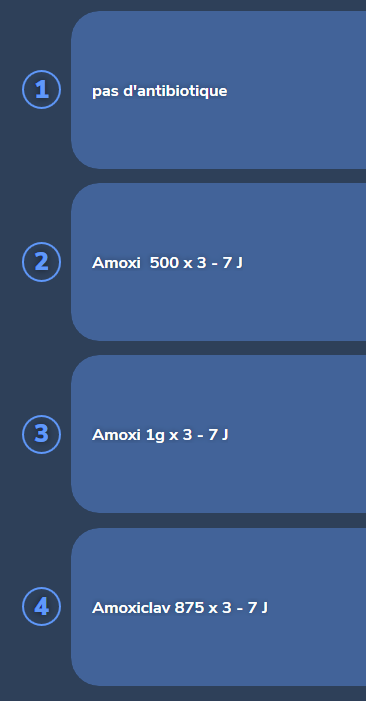 1
pas d'antibiotique
2
Amoxi  500 x 3 - 7 J
3
Amoxi 1g x 3 - 7 J
4
Amoxiclav 875 x 3 - 7 J